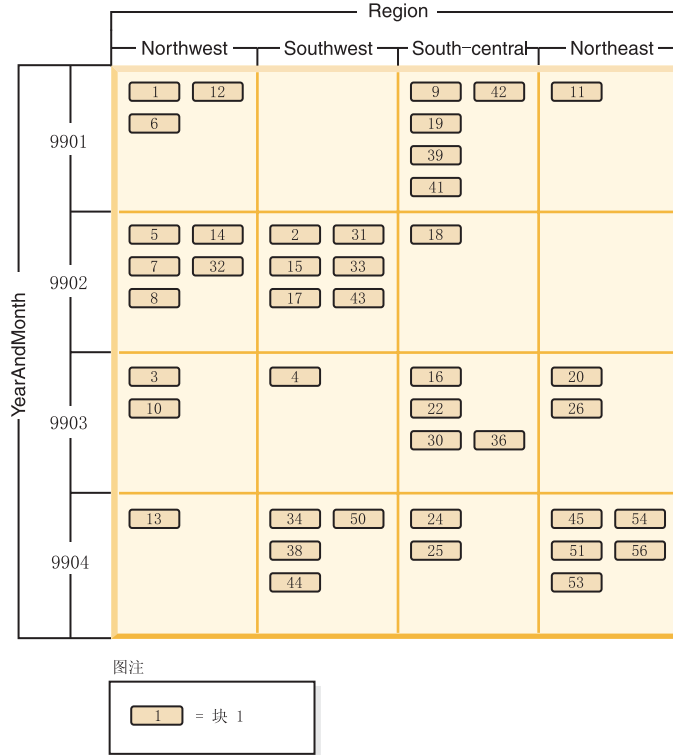 Region
Northwest Southwest South-central Northeast
1 12 9 42 11
6 19
9901
39
41
5 14 2 31 18
7 32 15 33
9902
8 17 43
YearAndMonth
3 4 16 20
10 22 26
9903
30 36
13 34 50 24 45 54
38 25 51 56
9904
44 53
图注
1 = 块 1